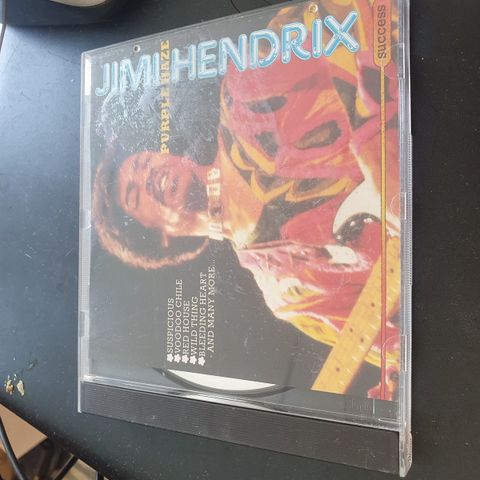 JIMI HENDRIX
PURPLE HAZE
success
SUSPICIOUS
VOODOO CHILE
RED HOUSE
WILD THING
BLEEDING HEART
AND MANY MORE...